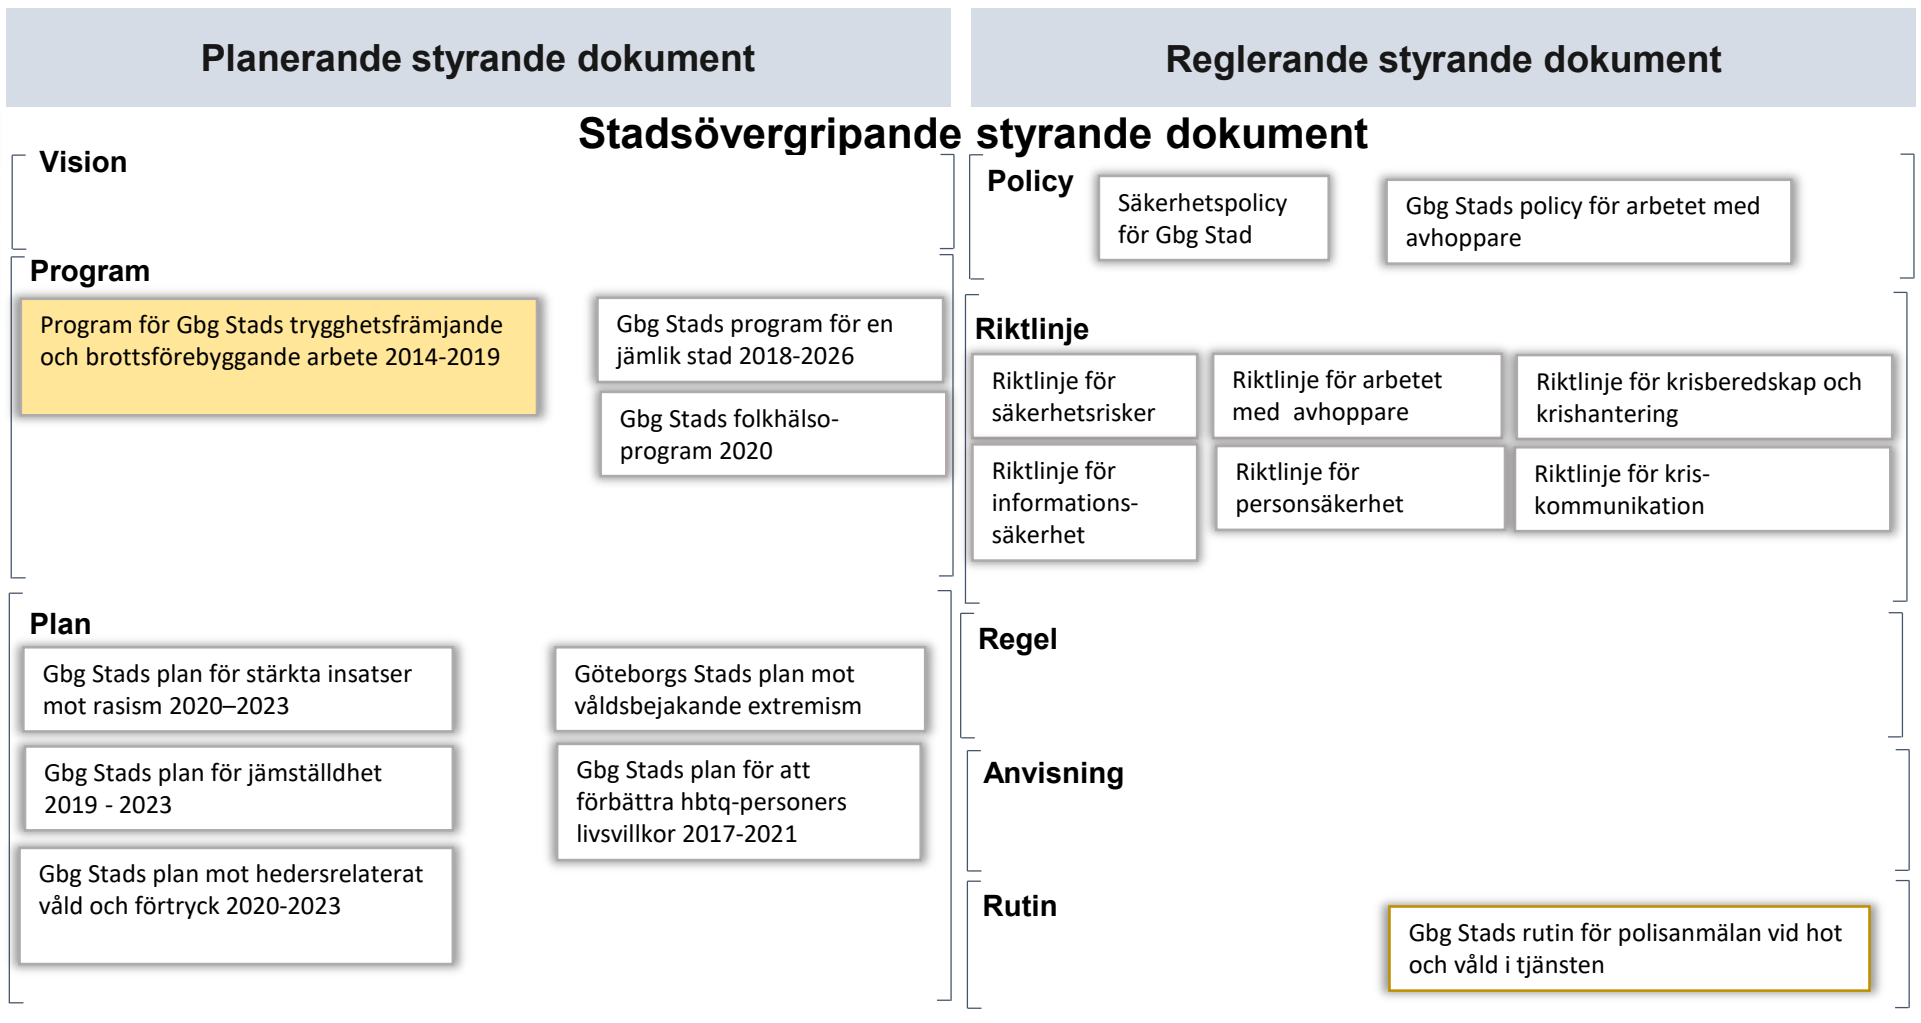 Planerande styrande dokument
Reglerande styrande dokument
Stadsövergripande styrande dokument
Vision
Program
Program för Gbg Stads trygghetsfrämjande
och brottsförebyggande arbete 2014-2019
Gbg Stads program för en
jämlik stad 2018-2026
Gbg Stads folkhälso-
program 2020
Plan
Gbg Stads plan för stärkta insatser
mot rasism 2020–2023
Göteborgs Stads plan mot
våldsbejakande extremism
Gbg Stads plan för jämställdhet
2019 - 2023
Gbg Stads plan för att
förbättra hbtq-personers
livsvillkor 2017-2021
Gbg Stads plan mot hedersrelaterat
våld och förtryck 2020-2023
Policy
Säkerhetspolicy
för Gbg Stad
Gbg Stads policy för arbetet med
avhoppare
Riktlinje
Riktlinje för
säkerhetsrisker
Riktlinje för arbetet
med  avhoppare
Riktlinje för krisberedskap och
krishantering
Riktlinje för
informations-
säkerhet
Riktlinje för
personsäkerhet
Riktlinje för kris-
kommunikation
Regel
Anvisning
Rutin
Gbg Stads rutin för polisanmälan vid hot
och våld i tjänsten